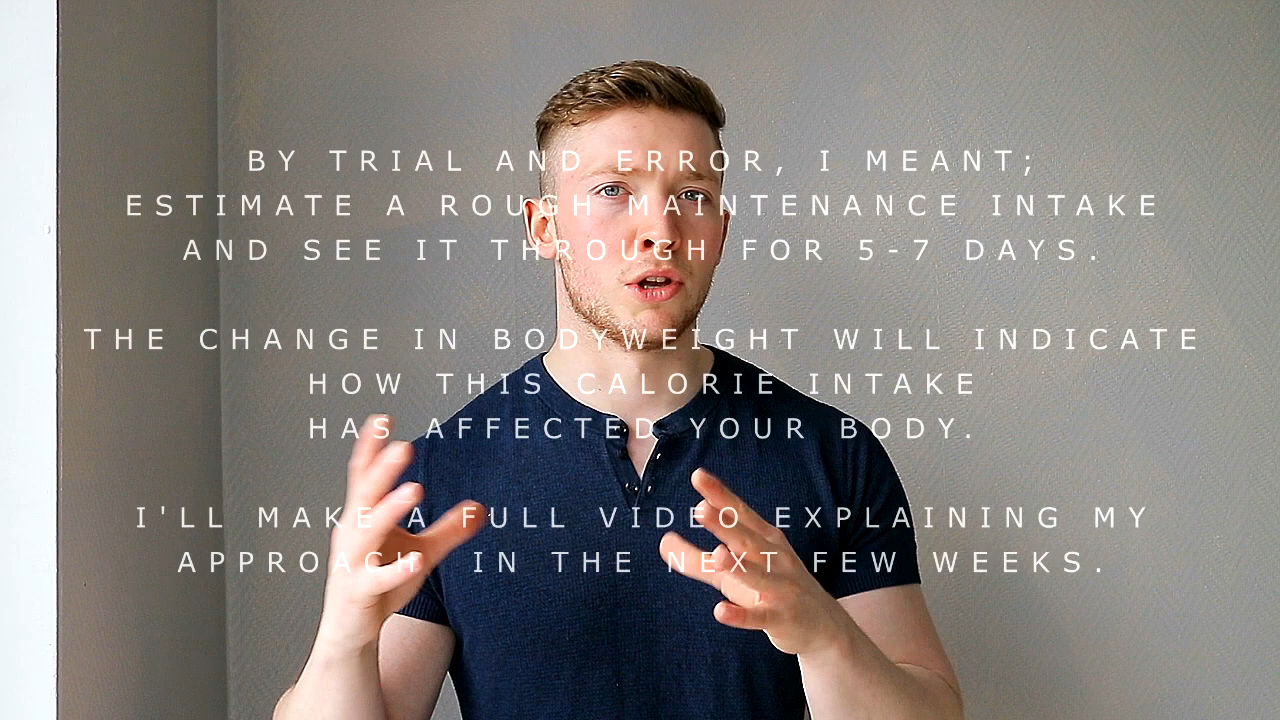 BY TRIAL AND ERROR, I MEANT;
ESTIMATE A ROUGH MAINTENANCE INTAKE
AND SEE IT THROUGH FOR 5-7 DAYS.
THE CHANGE IN BODYWEIGHT WILL INDICATE
HOW THIS CALORIE INTAKE
HAS AFFECTED YOUR BODY.
I'LL MAKE A FULL VIDEO EXPLAINING MY
APPROACH IN THE NEXT FEW WEEKS.